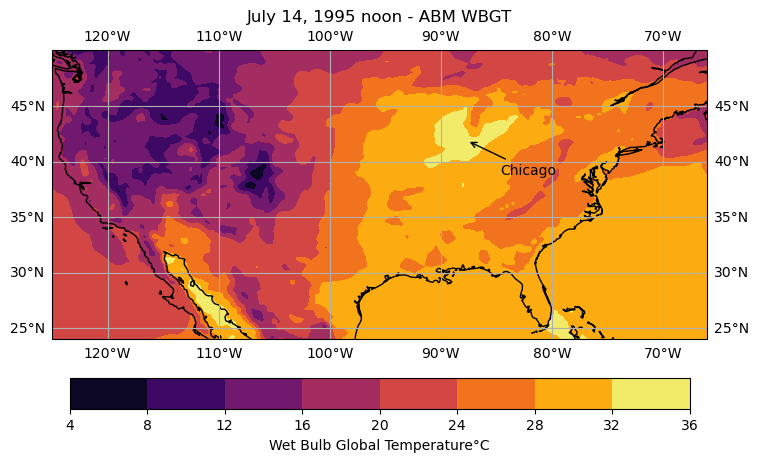 July 14, 1995 noon - ABM WBGT
120°W 110°W 100°W 90°W 80°W 70°W
45°N 45°N
40°N 40°N
Chicago
35°N 35°N
30°N 30°N
25°N 25°N
120°W 110°W 100°W 90°W 80°W 70°W
4 8 12 16 20 24 28 32 36
Wet Bulb Global Temperature°C